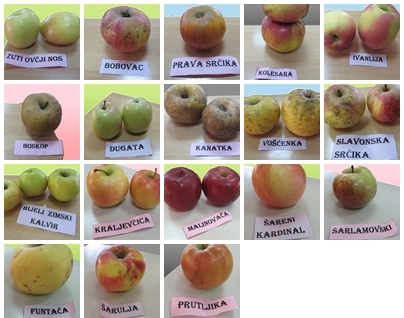 ŽUTI OVČJI NOS
BOBOVAC
PRAVA SRČIKA
KOLESARA
IVANLIJA
BOSKOP
DUGATA
KANATKA
VOŠĆENKA
SLAVONSKA
SRČIKA
BIJELI ZIMSKI
KALVIR
KRALJEVČICA
MALINOVAČA
ŠARENI
KARDINAL
ŠARLAMOVSKI
FUNTAČA
ŠARULJA
PRUTLJIKA